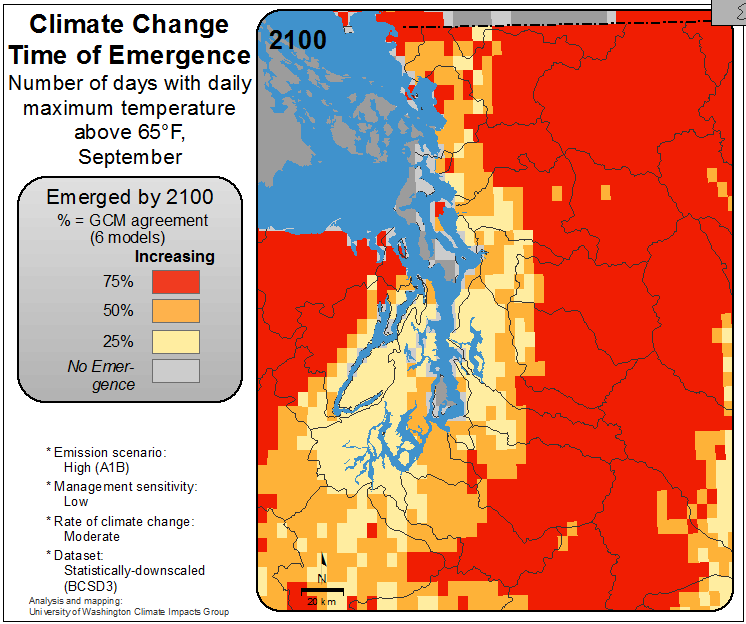 Climate Change
Time of Emergence
Number of days with daily
maximum temperature
above 65°F,
September
Emerged by 2100
% = GCM agreement
(6 models)
Increasing
75%
50%
25%
No Emer-
gence
* Emission scenario:
High (A1B)
* Management sensitivity:
Low
* Rate of climate change:
Moderate
* Dataset:
Statistically-downscaled
(BCSD3)
Analysis and mapping:
University of Washington Climate Impacts Group
2100
N
20 km